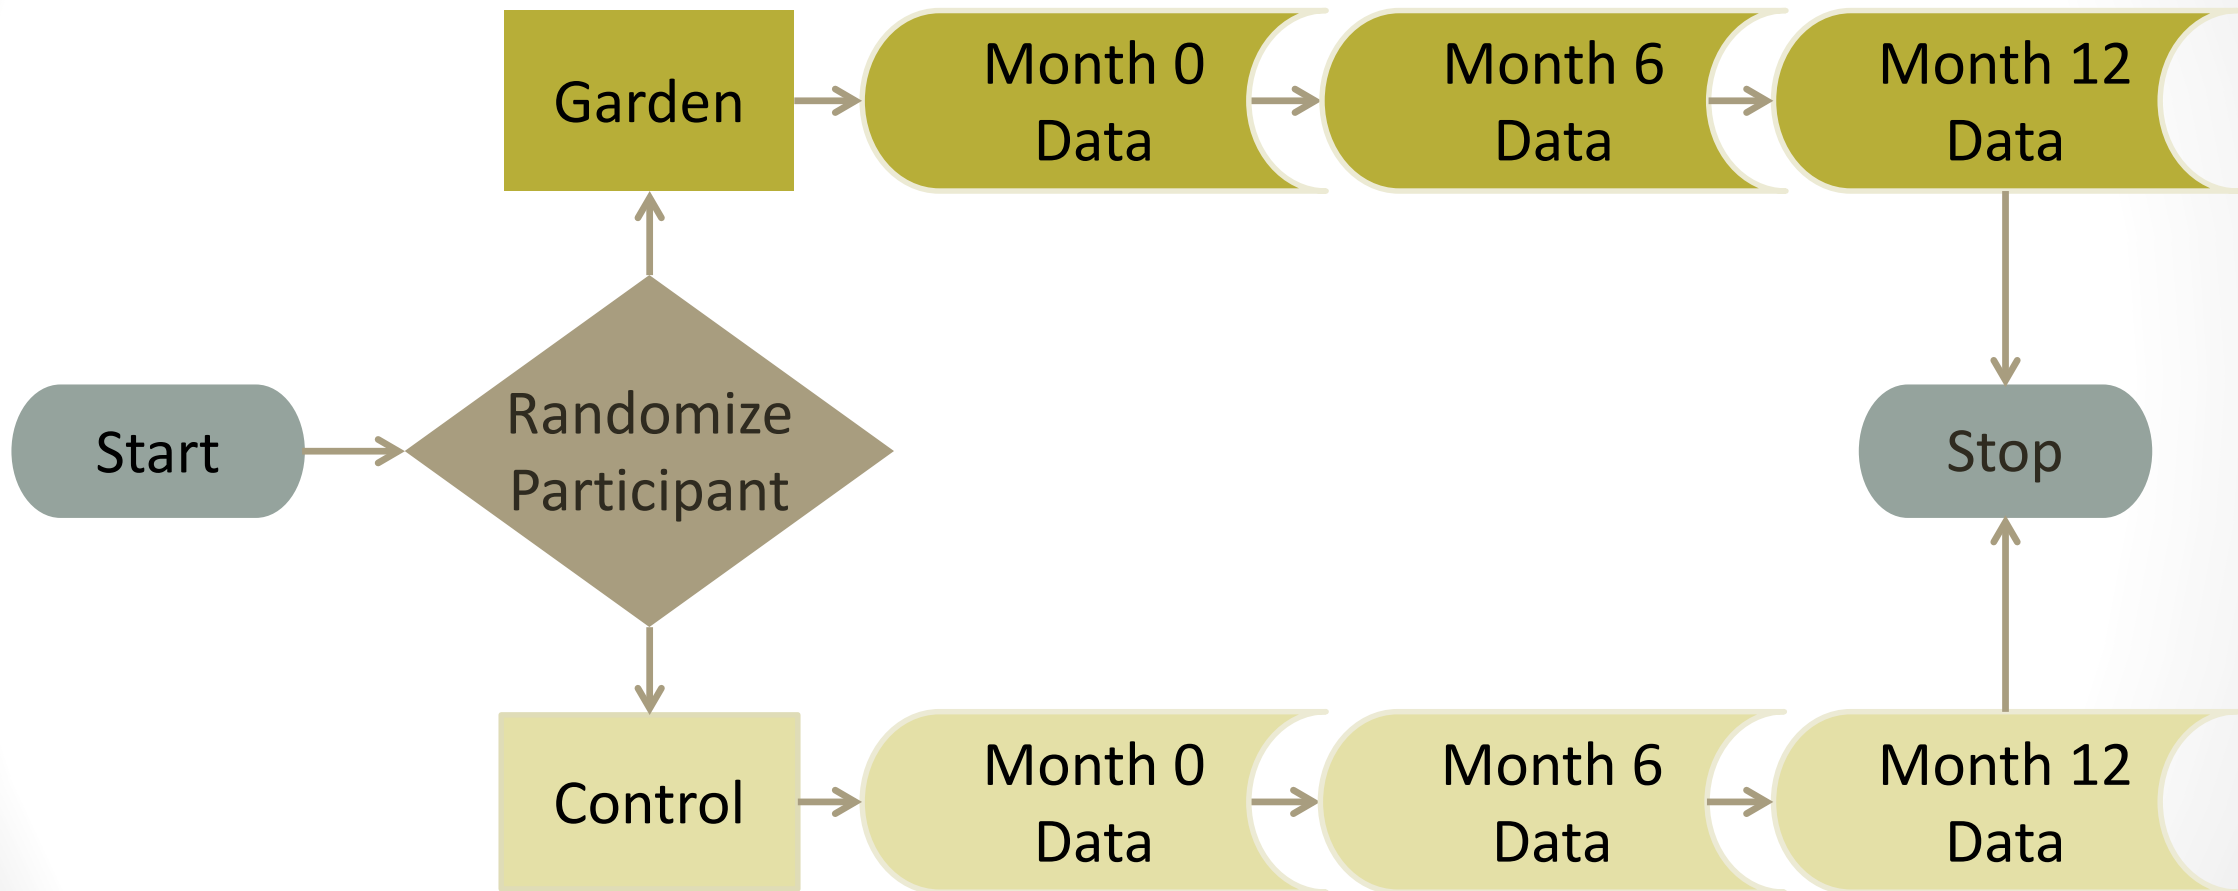 Garden
Month 0
Data
Month 6
Data
Month 12
Data
Start
Randomize
Participant
Stop
Control
Month 0
Data
Month 6
Data
Month 12
Data